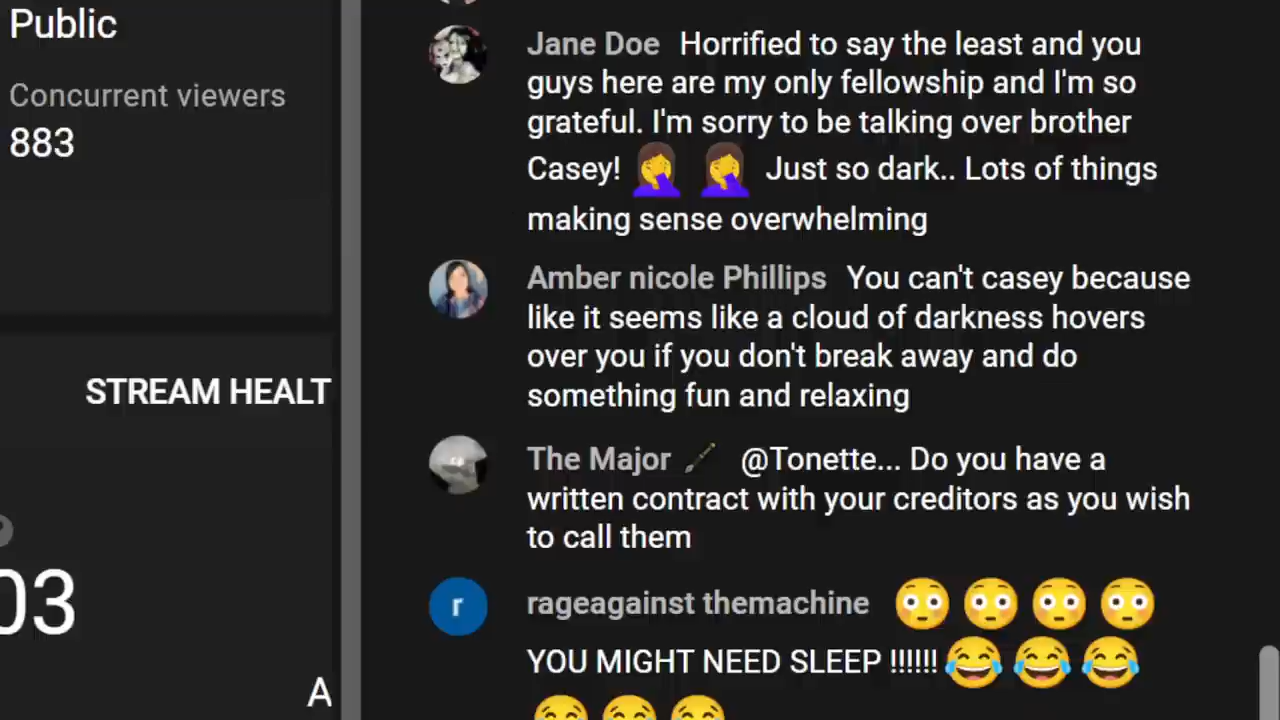 Public
Concurrent viewers
883
STREAM HEALT
03
A
Jane Doe Horrified to say the least and you
guys here are my only fellowship and I'm so
grateful. I'm sorry to be talking over brother
Casey! 🤦‍♀️ 🤦‍♀️ Just so dark.. Lots of things
making sense overwhelming
Amber nicole Phillips You can't casey because
like it seems like a cloud of darkness hovers
over you if you don't break away and do
something fun and relaxing
The Major @Tonette... Do you have a
written contract with your creditors as you wish
to call them
r
rageagainst themachine 😳 😳 😳 😳
YOU MIGHT NEED SLEEP !!!!!! 😂 😂 😂